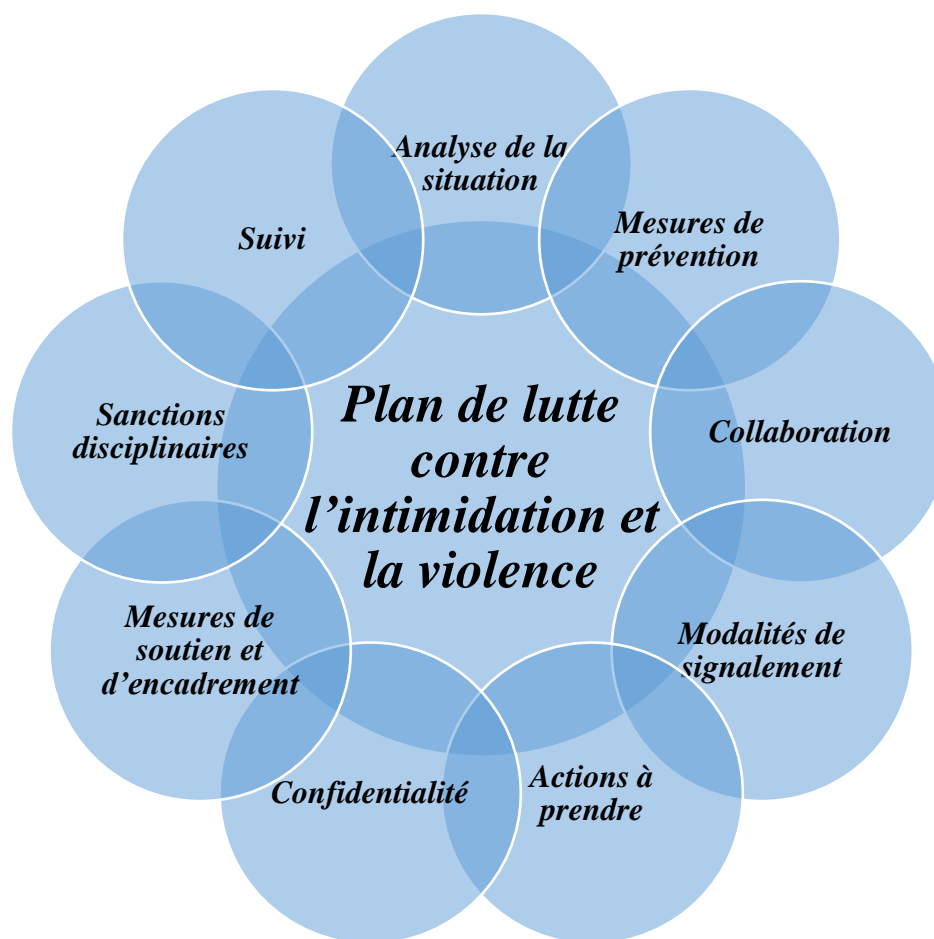 Analyse de la
situation
Mesures de
prévention
Collaboration
Modalités de
signalement
Actions à
prendre
Confidentialité
Mesures de
soutien et
d'encadrement
Sanctions
disciplinaires
Suivi
Plan de lutte
contre
l'intimidation et
la violence